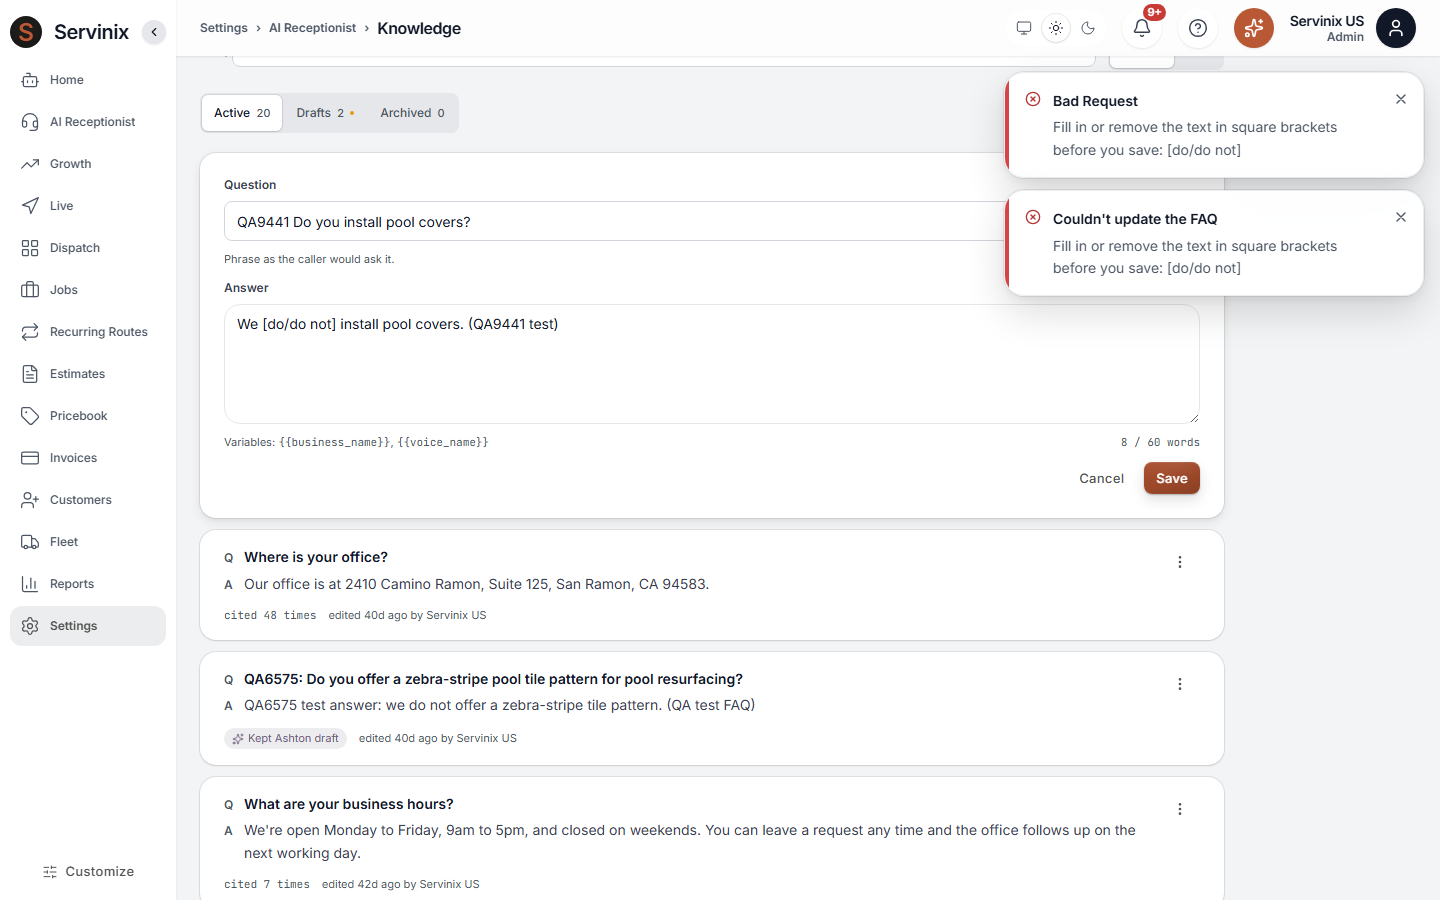 Servinix
Settings › AI Receptionist › Knowledge
9+
Servinix US
Admin
Home
AI Receptionist
Growth
Live
Dispatch
Jobs
Recurring Routes
Estimates
Pricebook
Invoices
Customers
Fleet
Reports
Settings
Customize
Active 20
Drafts 2
Archived 0
Bad Request
Fill in or remove the text in square brackets
before you save: [do/do not]
Couldn't update the FAQ
Fill in or remove the text in square brackets
before you save: [do/do not]
Question
QA9441 Do you install pool covers?
Phrase as the caller would ask it.
Answer
We [do/do not] install pool covers. (QA9441 test)
Variables: {{business_name}}, {{voice_name}}
8 / 60 words
Cancel
Save
Q Where is your office?
A Our office is at 2410 Camino Ramon, Suite 125, San Ramon, CA 94583.
cited 48 times edited 40d ago by Servinix US
Q QA6575: Do you offer a zebra-stripe pool tile pattern for pool resurfacing?
A QA6575 test answer: we do not offer a zebra-stripe tile pattern. (QA test FAQ)
Kept Ashton draft edited 40d ago by Servinix US
Q What are your business hours?
A We're open Monday to Friday, 9am to 5pm, and closed on weekends. You can leave a request any time and the office follows up on the
next working day.
cited 7 times edited 42d ago by Servinix US